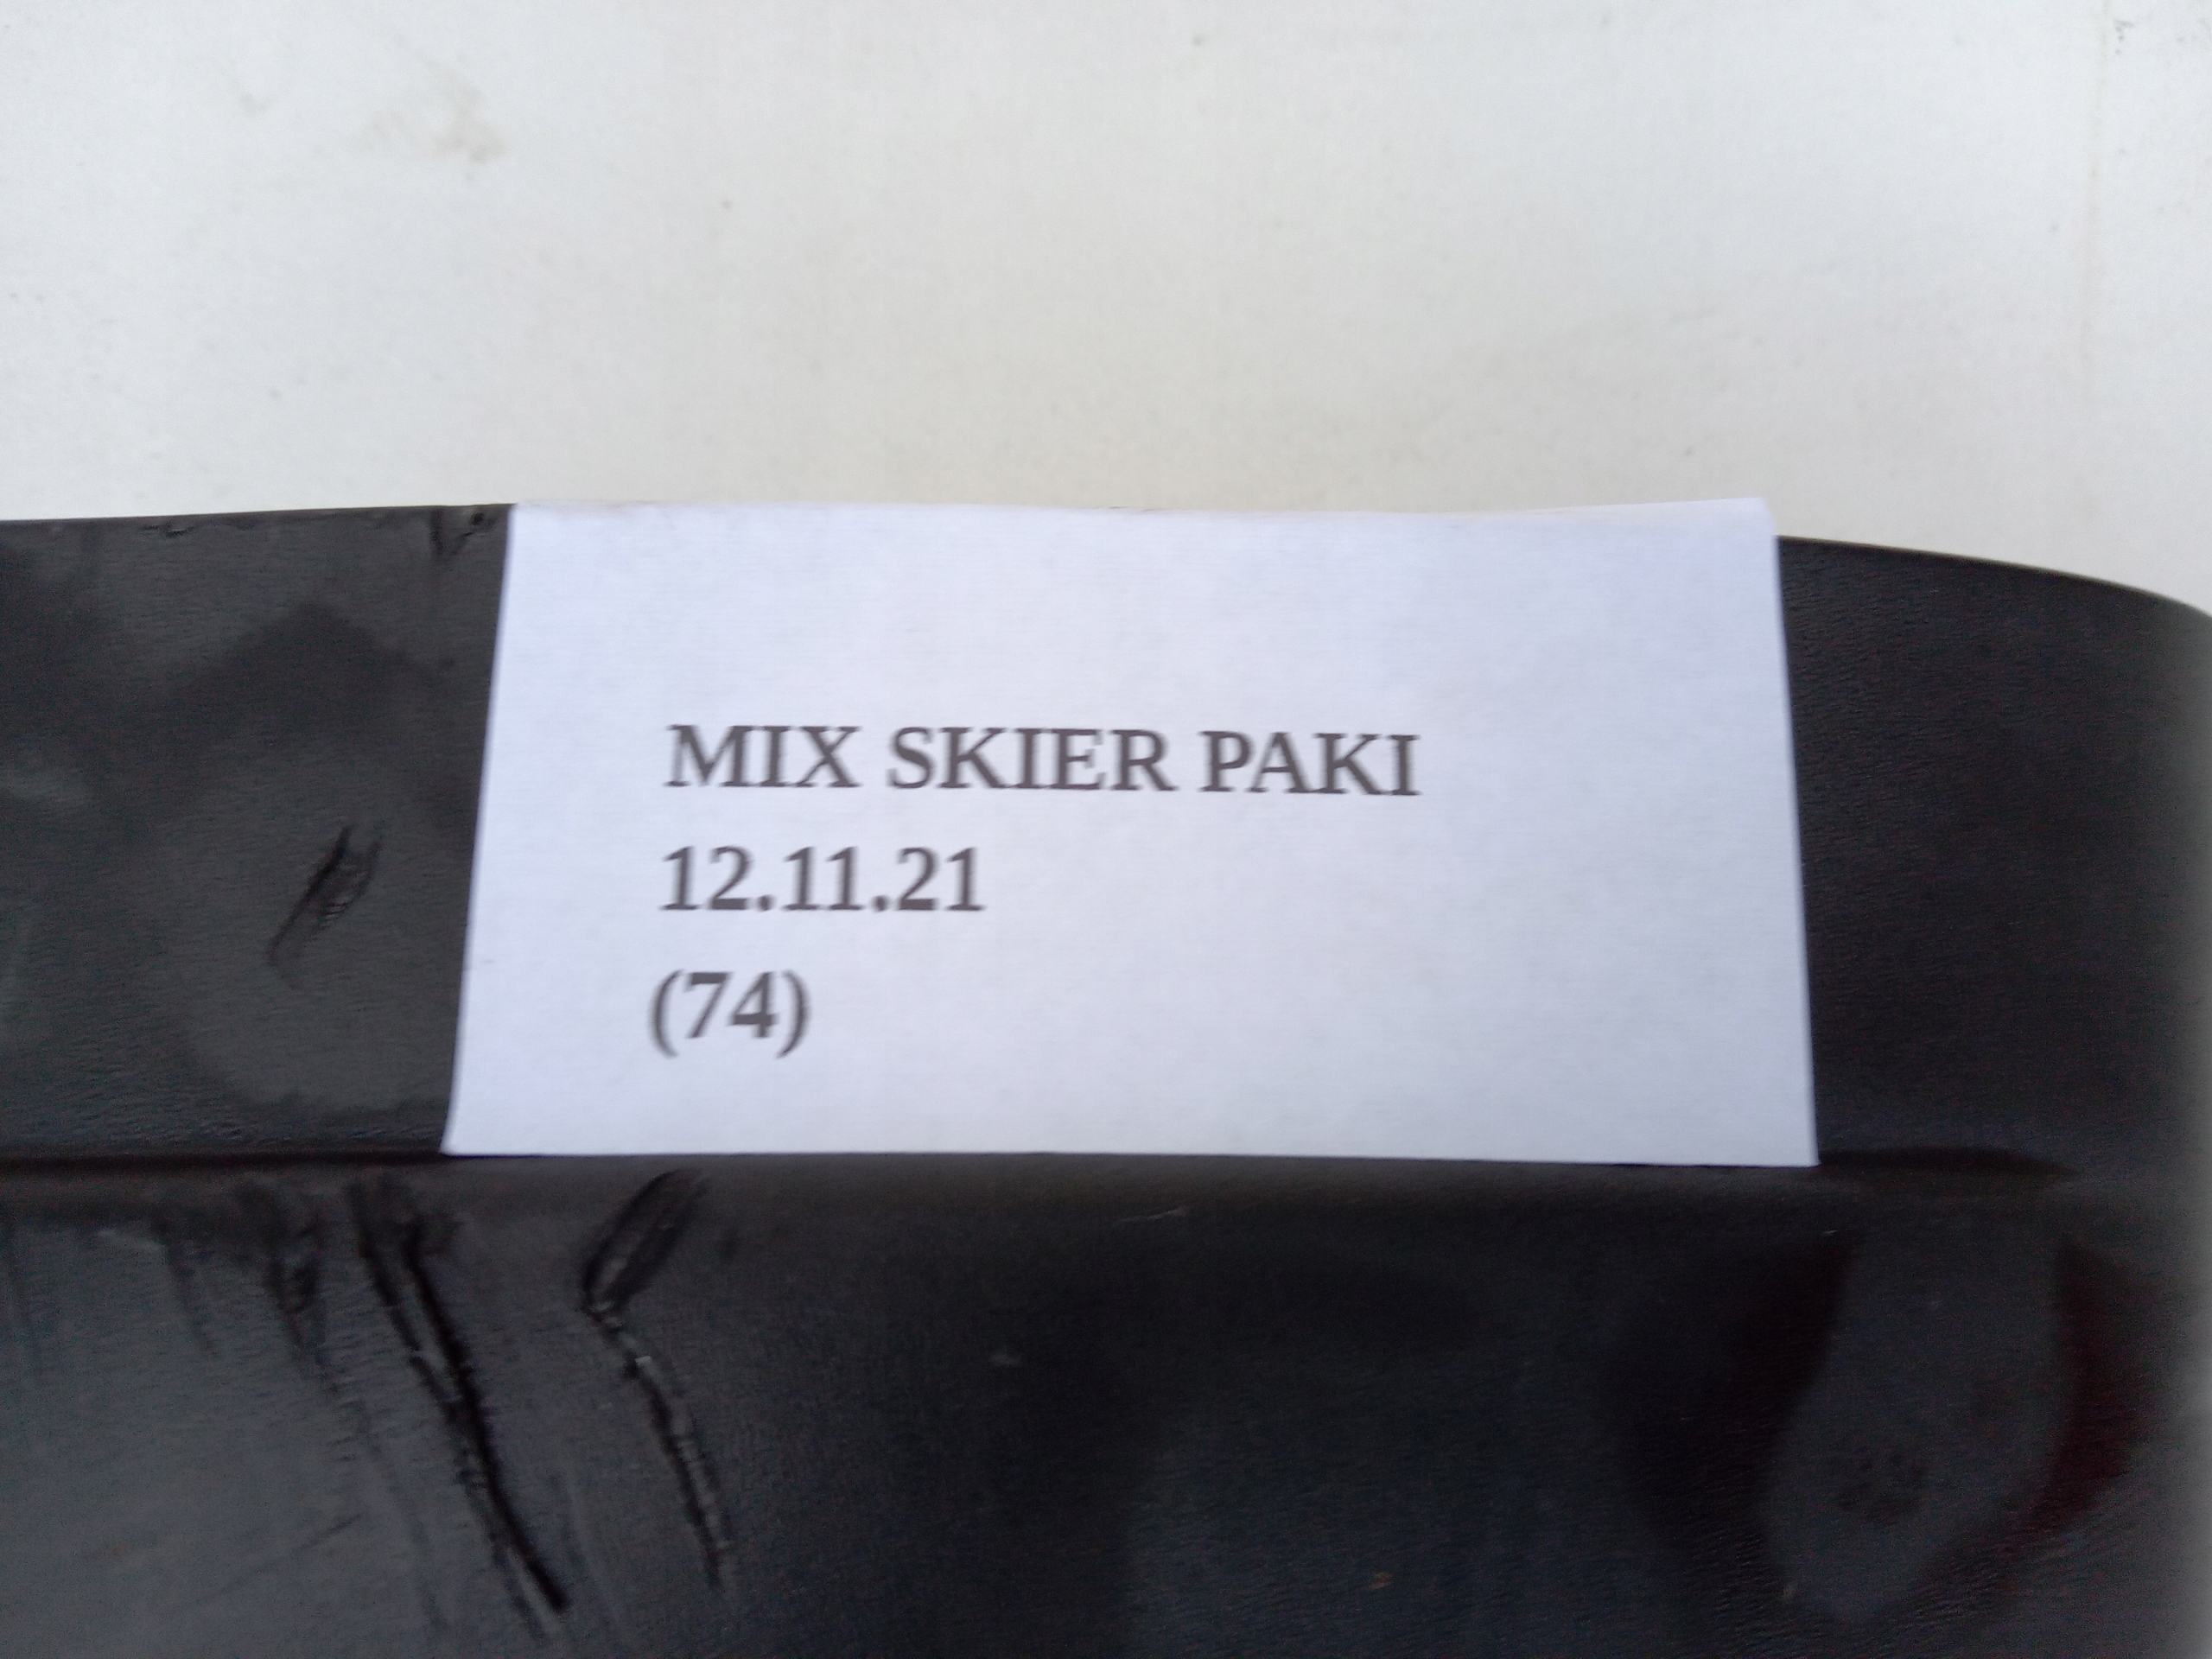 MIX SKIER PAKI
12.11.21
(74)